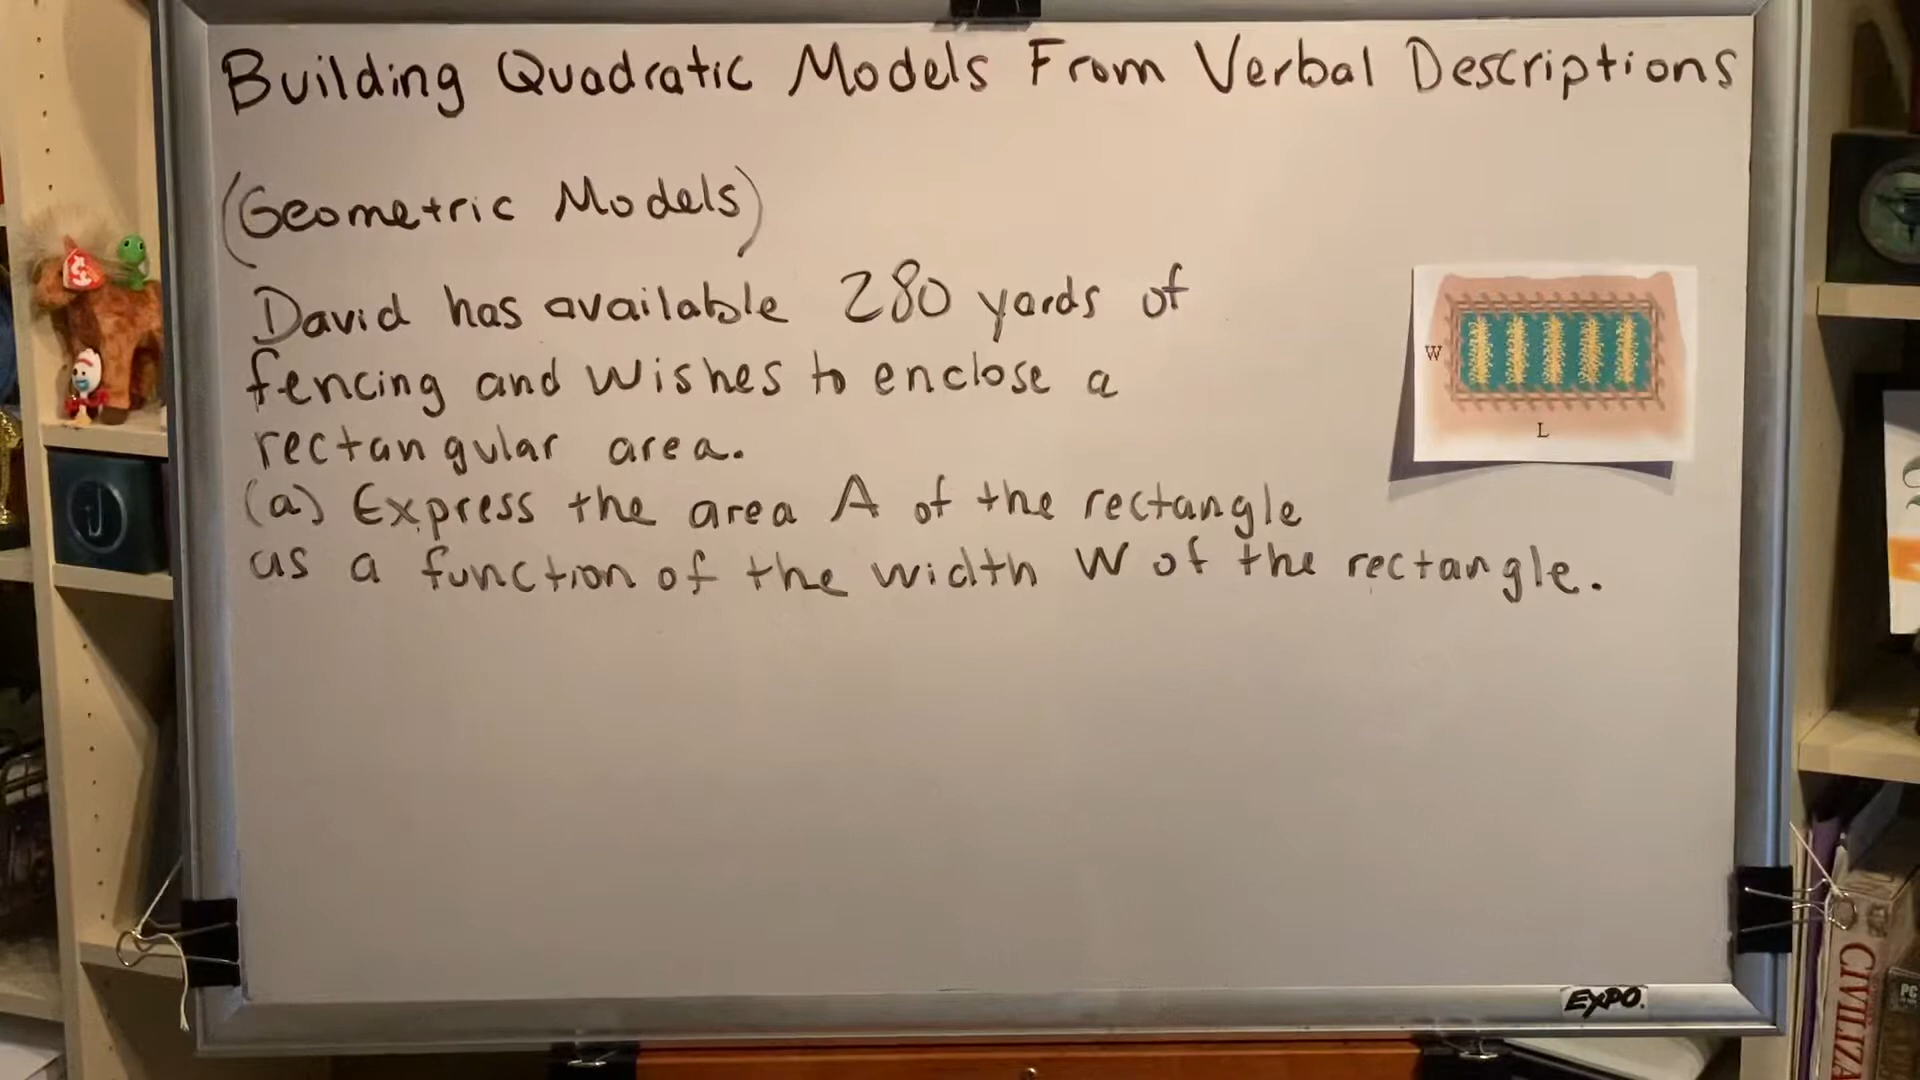 Building Quadratic Models From Verbal Descriptions
(Geometric Models)
David has available 280 yards of
fencing and wishes to enclose a
rectangular area.
(a) Express the area A of the rectangle
as a function of the width W of the rectangle.
W
L
EXPO.
J
PC